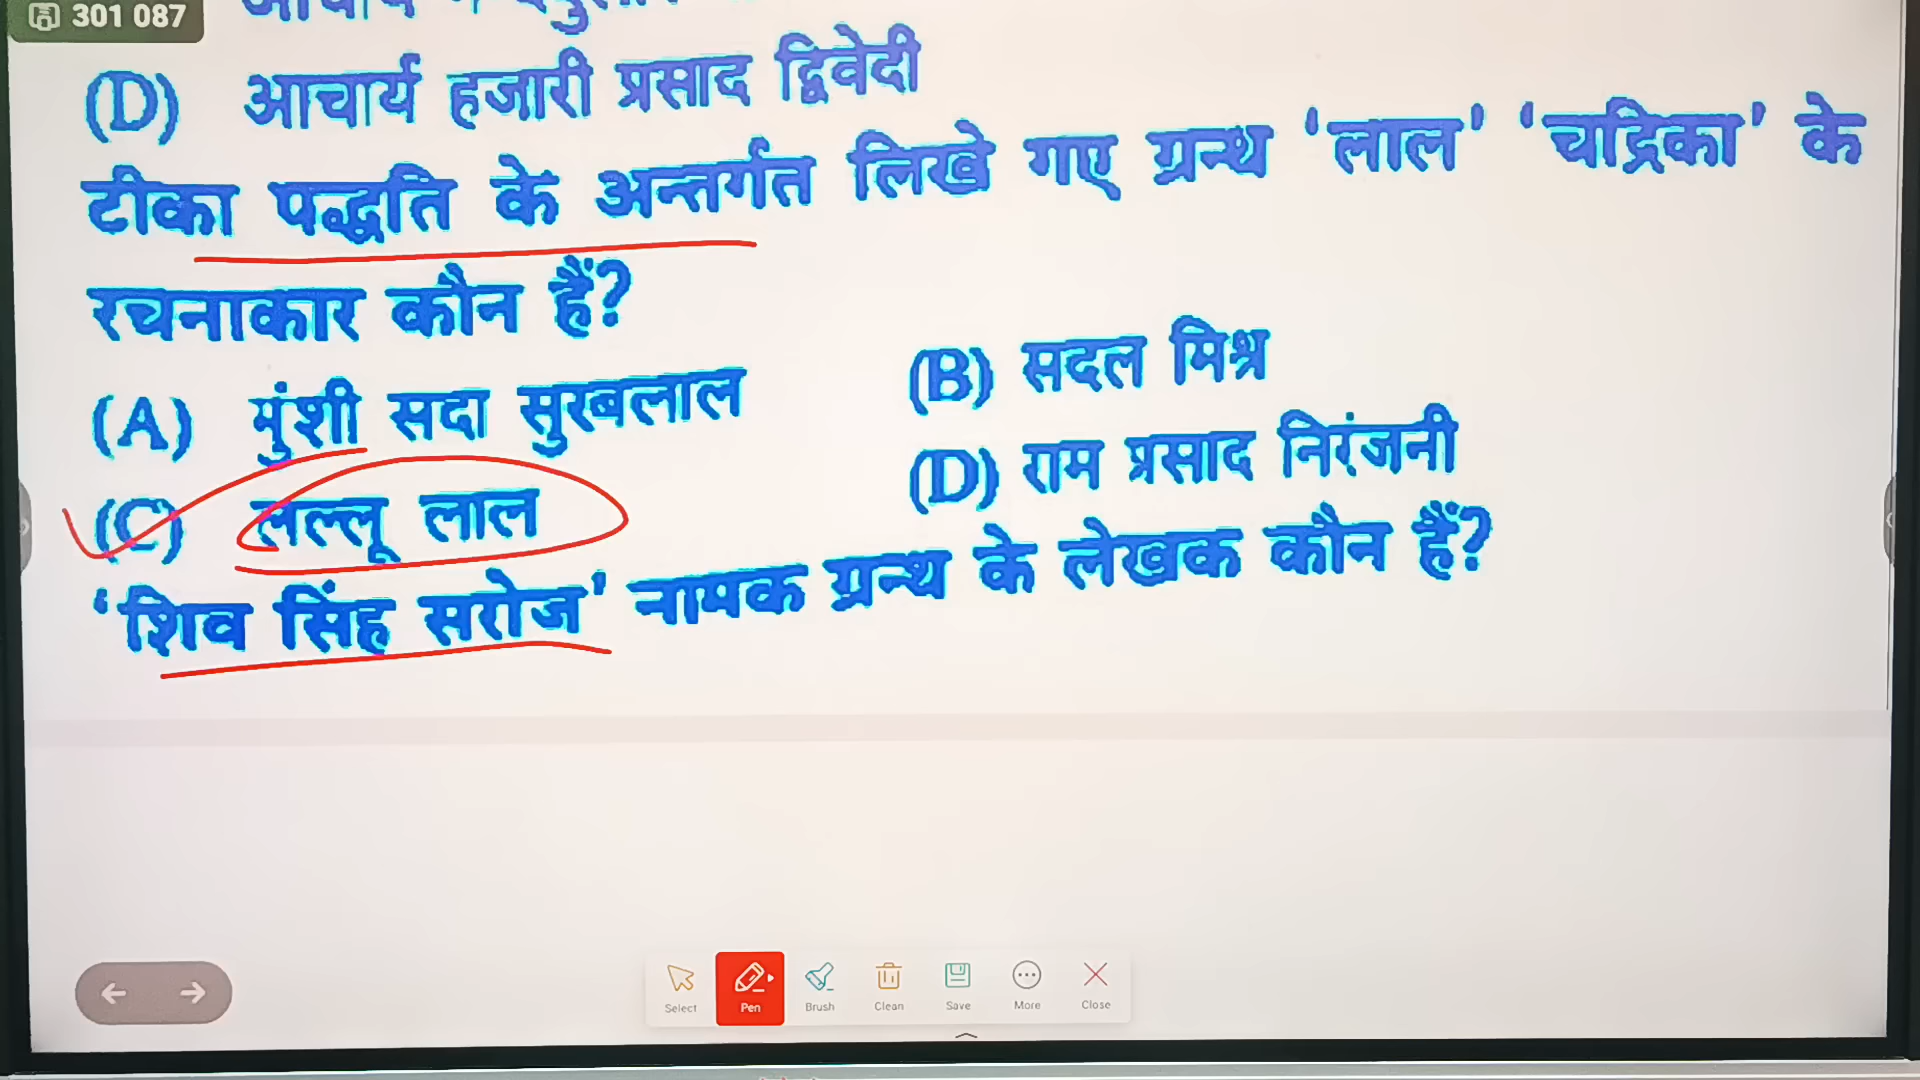 301 087
आचार्य
(D) आचार्य हजारी प्रसाद द्विवेदी
टीका पद्धति के अन्तर्गत लिखे गए ग्रन्थ ‘लाल’ ‘चद्रिका’ के
रचनाकार कौन हैं?
(A) मुंशी सदा सुखलाल (B) सदल मिश्र
(C) लल्लू लाल (D) राम प्रसाद निरंजनी
‘शिव सिंह सरोज’ नामक ग्रन्थ के लेखक कौन हैं?
Select Pen Brush Clean Save More Close